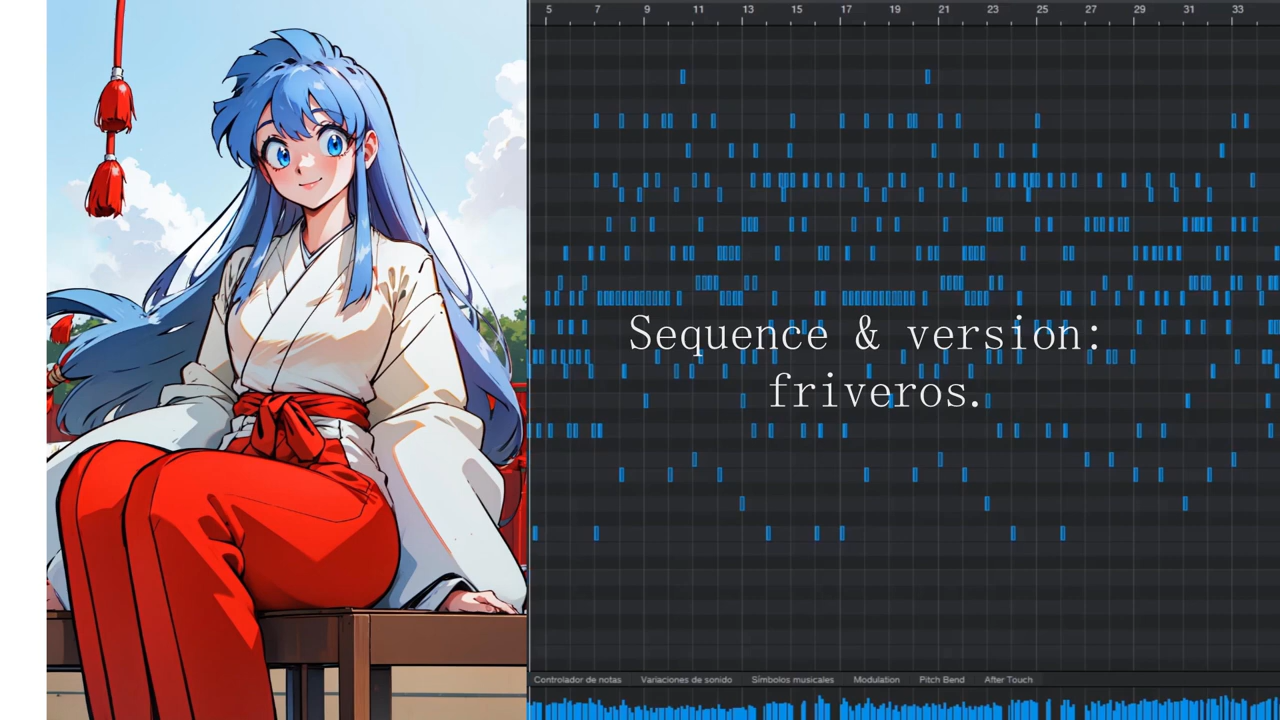 5 7 9 11 13 15 17 19 21 23 25 27 29 31 33
Sequence & version:
friveros.
Controlador de notas Variaciones de sonido Símbolos musicales Modulation Pitch Bend After Touch